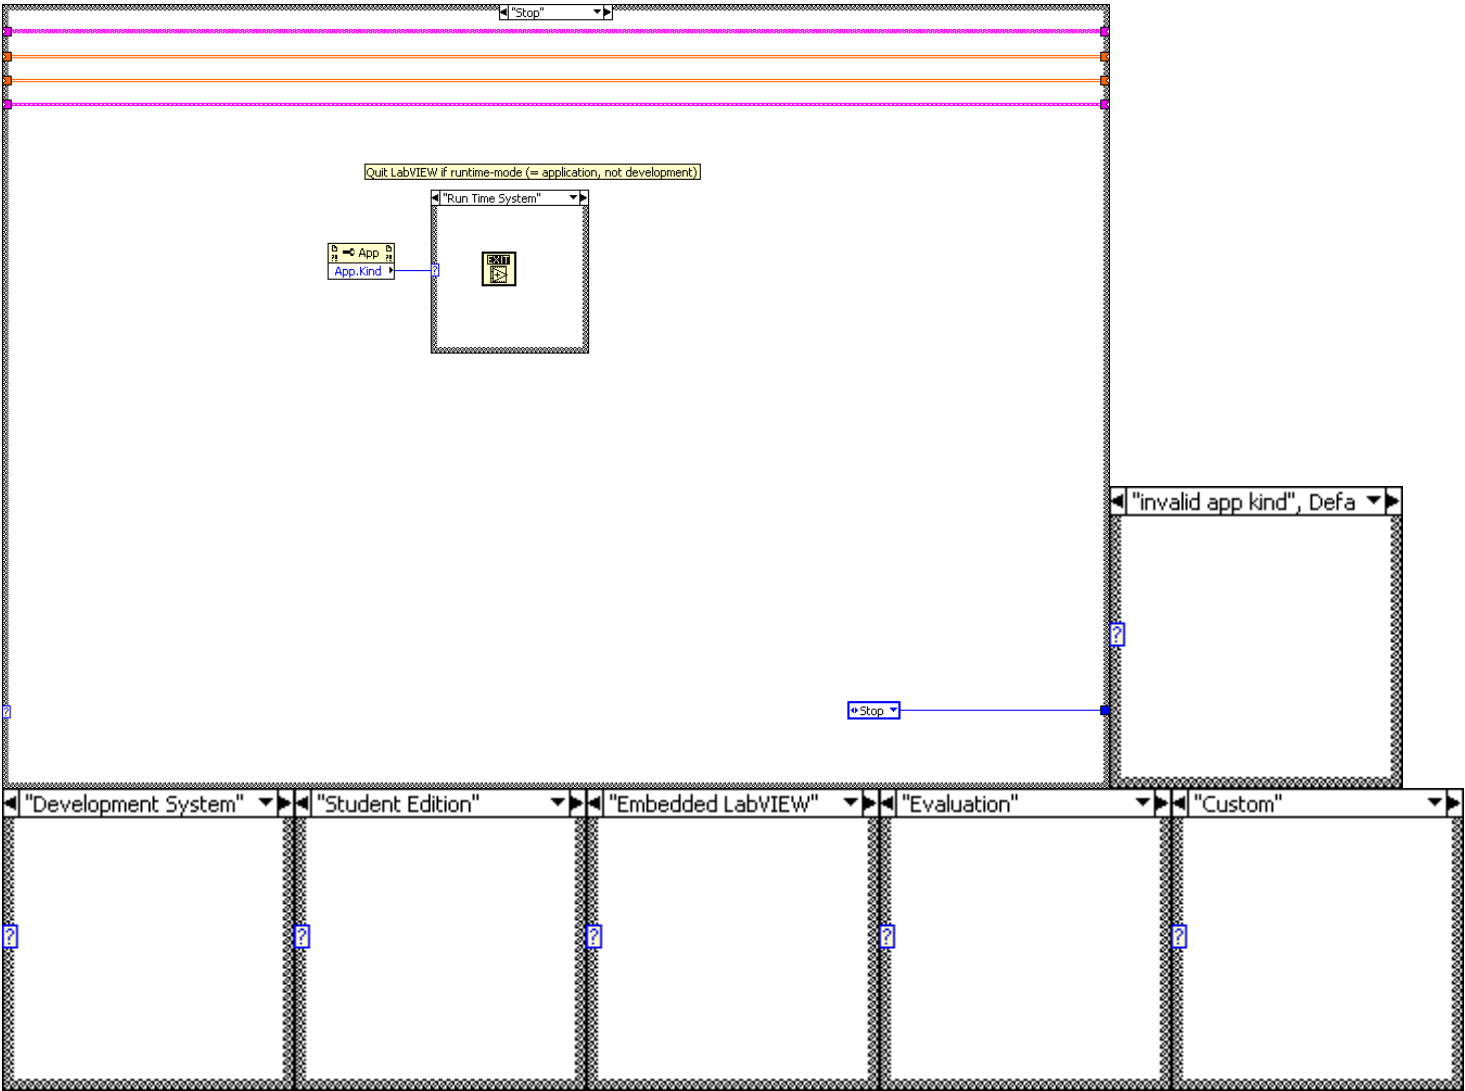 "Stop"
Quit LabVIEW if runtime-mode (= application, not development)
"Run Time System"
App
App.Kind
?
EXIT
"invalid app kind", Defa
?
?
Stop
"Development System"
"Student Edition"
"Embedded LabVIEW"
"Evaluation"
"Custom"
?
?
?
?
?